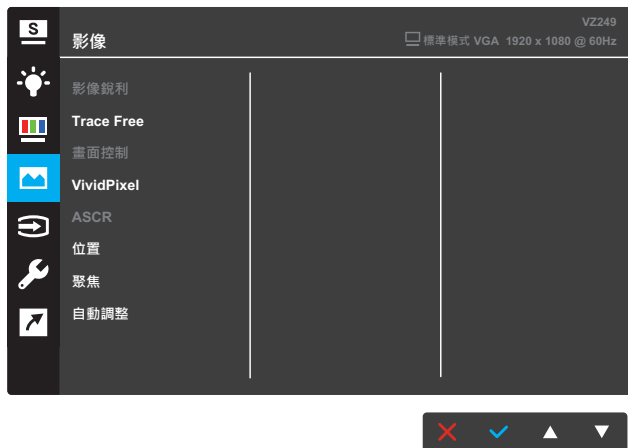 S
VZ249
影像
標準模式 VGA 1920 x 1080 @ 60Hz
影像銳利
Trace Free
畫面控制
VividPixel
ASCR
位置
聚焦
自動調整